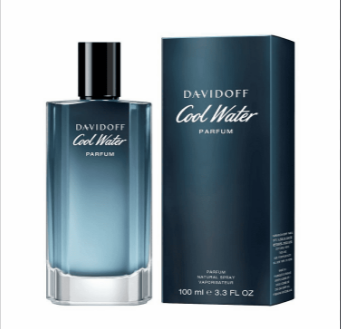 DAVIDOFF
Cool Water
PARFUM
DAVIDOFF
Cool Water
PARFUM
PARFUM
NATURAL SPRAY
VAPORISATEUR
100 ml e 3.3 FL OZ